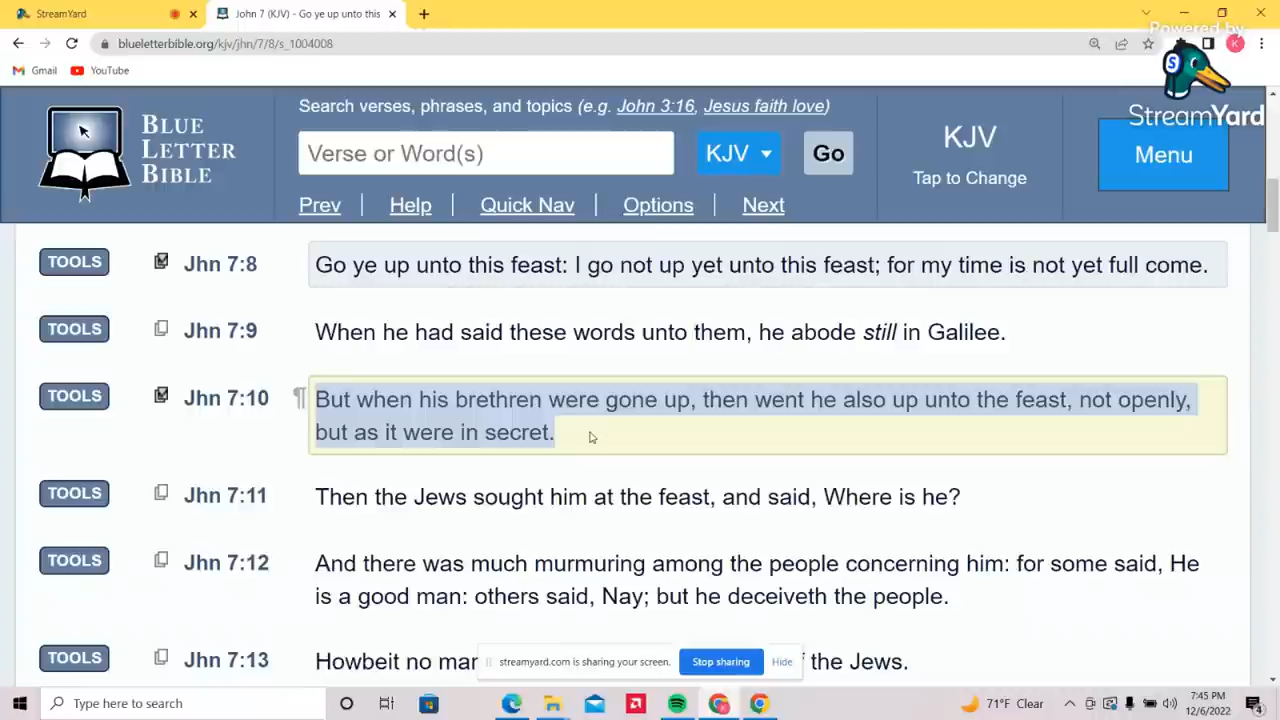 StreamYard
John 7 (KJV) - Go ye up unto this
Powered by
blueletterbible.org/kjv/jhn/7/8/s_1004008
K
Gmail
YouTube
S
StreamYard
BLUE
LETTER
BIBLE
Search verses, phrases, and topics (e.g. John 3:16, Jesus faith love)
Verse or Word(s)
KJV
Go
KJV
Tap to Change
Menu
Prev
Help
Quick Nav
Options
Next
TOOLS Jhn 7:8 Go ye up unto this feast: I go not up yet unto this feast; for my time is not yet full come.
TOOLS Jhn 7:9 When he had said these words unto them, he abode still in Galilee.
TOOLS Jhn 7:10 ¶ But when his brethren were gone up, then went he also up unto the feast, not openly,
but as it were in secret.
TOOLS Jhn 7:11 Then the Jews sought him at the feast, and said, Where is he?
TOOLS Jhn 7:12 And there was much murmuring among the people concerning him: for some said, He
is a good man: others said, Nay; but he deceiveth the people.
TOOLS Jhn 7:13 Howbeit no mar the Jews.
streamyard.com is sharing your screen.
Stop sharing
Hide
Type here to search
71°F Clear
7:45 PM
12/6/2022
4